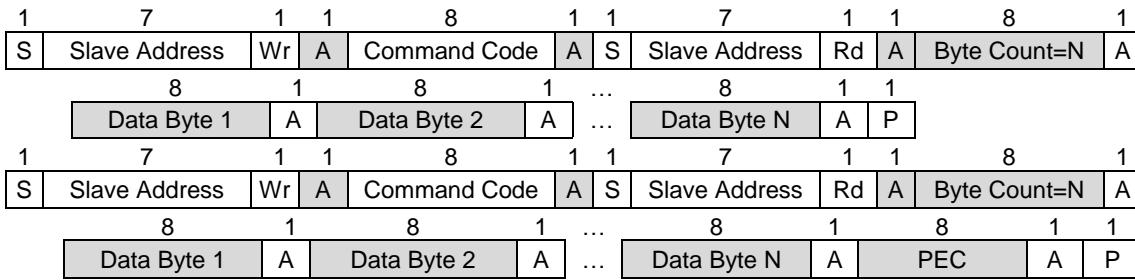 1 7 1 1 8 1 1 7 1 1 8 1
S Slave Address Wr A Command Code A S Slave Address Rd A Byte Count=N A
8 1 8 1 … 8 1 1
Data Byte 1 A Data Byte 2 A … Data Byte N A P
1 7 1 1 8 1 1 7 1 1 8 1
S Slave Address Wr A Command Code A S Slave Address Rd A Byte Count=N A
8 1 8 1 … 8 1 8 1 1
Data Byte 1 A Data Byte 2 A … Data Byte N A PEC A P